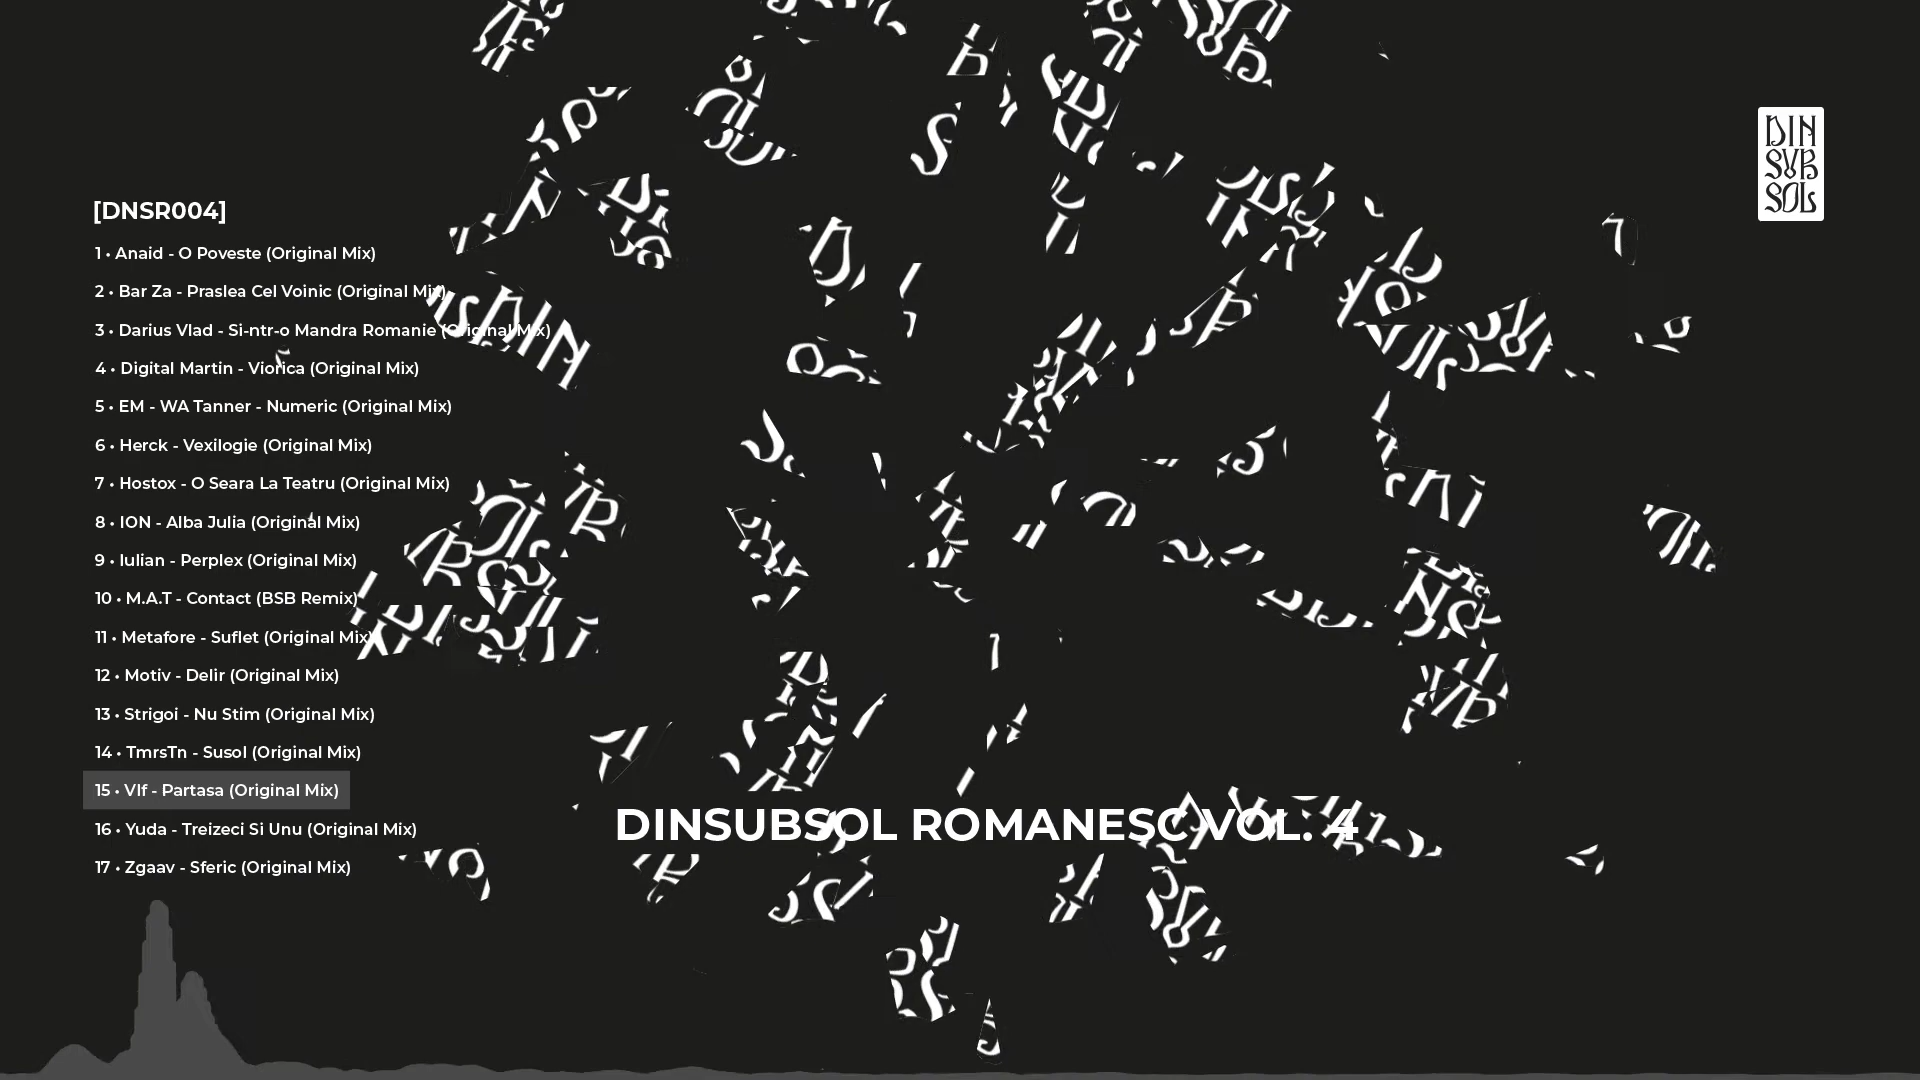 DIN
SUB
SOL
[DNSR004]
1 • Anaid - O Poveste (Original Mix)
2 • Bar Za - Praslea Cel Voinic (Original Mix)
3 • Darius Vlad - Si-ntr-o Mandra Romanie (Original Mix)
4 • Digital Martin - Viorica (Original Mix)
5 • EM - WA Tanner - Numeric (Original Mix)
6 • Herck - Vexilogie (Original Mix)
7 • Hostox - O Seara La Teatru (Original Mix)
8 • ION - Alba Julia (Original Mix)
9 • Iulian - Perplex (Original Mix)
10 • M.A.T - Contact (BSB Remix)
11 • Metafore - Suflet (Original Mix)
12 • Motiv - Delir (Original Mix)
13 • Strigoi - Nu Stim (Original Mix)
14 • TmrsTn - Susol (Original Mix)
15 • Vlf - Partasa (Original Mix)
16 • Yuda - Treizeci Si Unu (Original Mix)
17 • Zgaav - Sferic (Original Mix)
DINSUBSOL ROMANESC VOL. 4